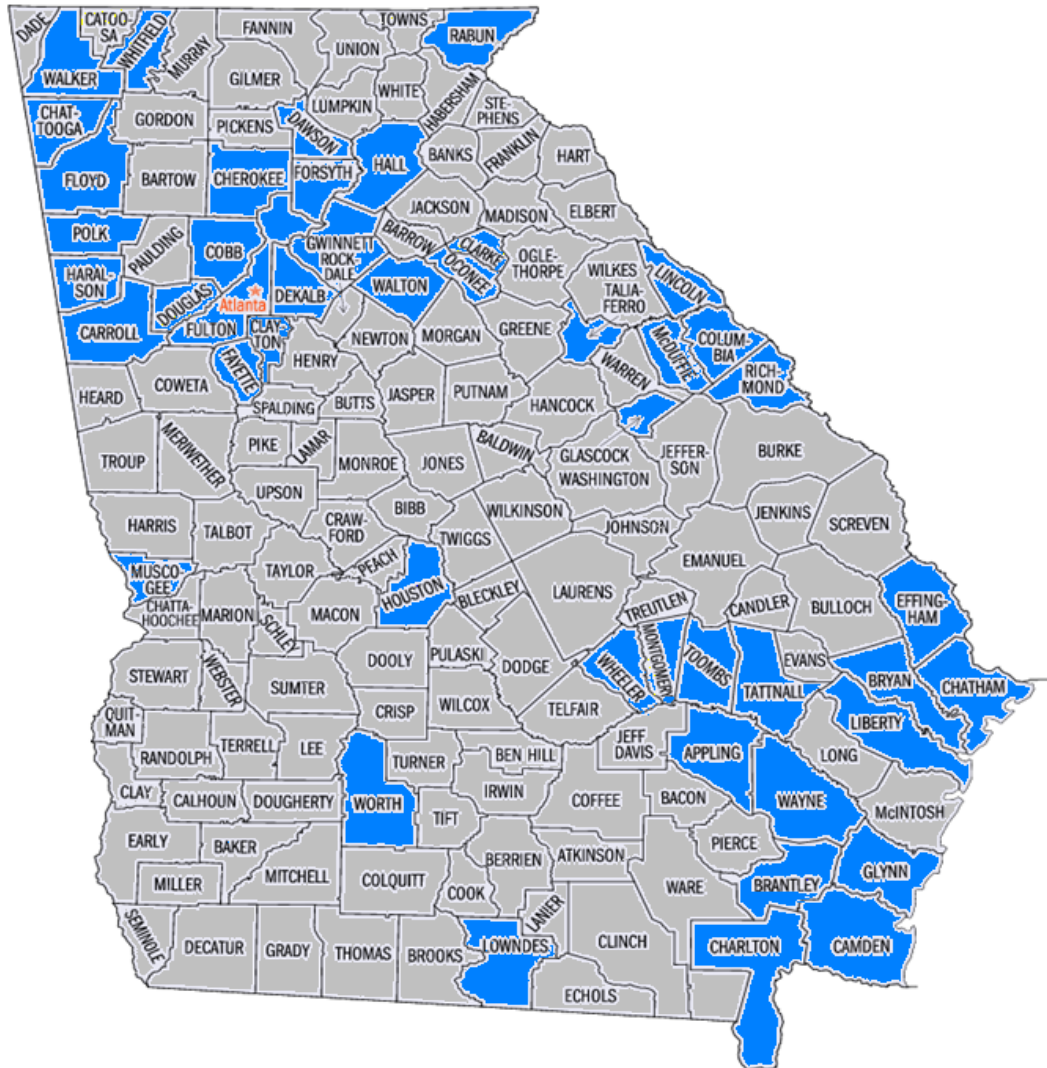 DADE
CATOO-
SA
WHITFIELD
MURRAY
FANNIN
UNION
TOWNS
RABUN
WALKER
GILMER
LUMPKIN
WHITE
HABERSHAM
STE-
PHENS
CHAT-
TOOGA
GORDON
PICKENS
DAWSON
HALL
BANKS
FRANKLIN
HART
FLOYD
BARTOW
CHEROKEE
FORSYTH
JACKSON
MADISON
ELBERT
POLK
PAULDING
COBB
GWINNETT
BARROW
CLARKE
OCONEE
OGLE-
THORPE
WILKES
LINCOLN
HARAL-
SON
DOUGLAS
Atlanta
DEKALB
ROCK-
DALE
WALTON
TALIA-
FERRO
CARROLL
FULTON
CLAY-
TON
NEWTON
MORGAN
GREENE
WARREN
McDUFFIE
COLUM-
BIA
FAYETTE
HENRY
RICH-
MOND
HEARD
COWETA
SPALDING
BUTTS
JASPER
PUTNAM
HANCOCK
TROUP
MERIWETHER
PIKE
LAMAR
MONROE
JONES
BALDWIN
GLASCOCK
WASHINGTON
JEFFER-
SON
BURKE
UPSON
HARRIS
TALBOT
CRAW-
FORD
BIBB
TWIGGS
WILKINSON
JOHNSON
JENKINS
SCREVEN
MUSCO-
GEE
TAYLOR
PEACH
HOUSTON
BLECKLEY
LAURENS
EMANUEL
CHATTA-
HOOCHEE
MARION
SCHLEY
MACON
TREUTLEN
CANDLER
BULLOCH
EFFING-
HAM
STEWART
WEBSTER
SUMTER
DOOLY
PULASKI
DODGE
WHEELER
MONTGOMERY
TOOMBS
TATTNALL
EVANS
BRYAN
CHATHAM
QUIT-
MAN
RANDOLPH
TERRELL
LEE
CRISP
WILCOX
TELFAIR
JEFF
DAVIS
APPLING
LONG
LIBERTY
CLAY
CALHOUN
DOUGHERTY
WORTH
TURNER
BEN HILL
IRWIN
TIFT
COFFEE
BACON
WAYNE
McINTOSH
EARLY
BAKER
MITCHELL
COLQUITT
BERRIEN
ATKINSON
PIERCE
MILLER
COOK
WARE
BRANTLEY
GLYNN
SEMINOLE
DECATUR
GRADY
THOMAS
BROOKS
LOWNDES
LANIER
CLINCH
CHARLTON
CAMDEN
ECHOLS